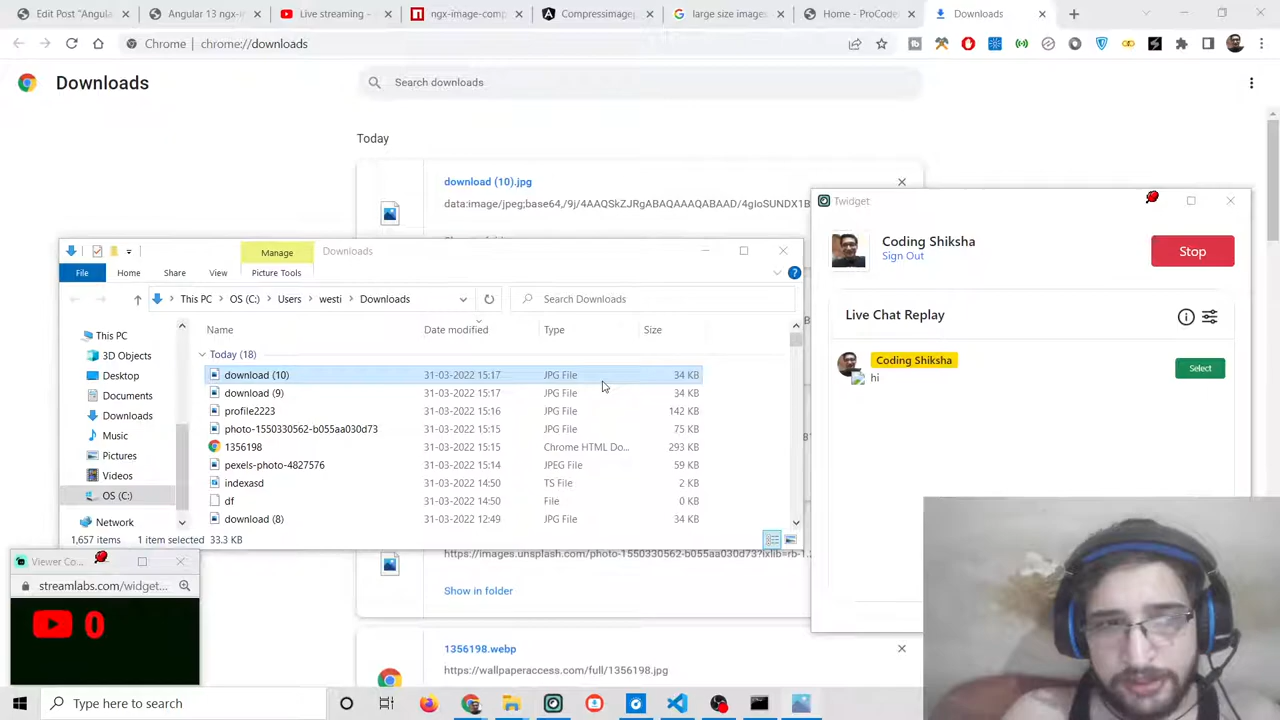 Edit Post "Angular
Angular 13 ngx-i
Live streaming -
ngx-image-comp
Compressimage
large size images
Home - ProCode
Downloads
Chrome | chrome://downloads
Downloads
Search downloads
Today
download (10).jpg
data:image/jpeg;base64,/9j/4AAQSkZJRgABAQAAAQABAAD/4gIoSUNDX1B
Manage
Downloads
File
Home
Share
View
Picture Tools
This PC
OS (C:)
Users
westi
Downloads
Search Downloads
Name
Date modified
Type
Size
Today (18)
download (10) 31-03-2022 15:17 JPG File 34 KB
download (9) 31-03-2022 15:17 JPG File 34 KB
profile2223 31-03-2022 15:16 JPG File 142 KB
photo-1550330562-b055aa030d73 31-03-2022 15:15 JPG File 75 KB
1356198 31-03-2022 15:15 Chrome HTML Do... 293 KB
pexels-photo-4827576 31-03-2022 15:14 JPEG File 59 KB
indexasd 31-03-2022 14:50 TS File 2 KB
df 31-03-2022 14:50 File 0 KB
download (8) 31-03-2022 12:49 JPG File 34 KB
This PC
3D Objects
Desktop
Documents
Downloads
Music
Pictures
Videos
OS (C:)
Network
1,657 items 1 item selected 33.3 KB
Twidget
Coding Shiksha
Sign Out
Stop
Live Chat Replay
Coding Shiksha
hi
Select
https://images.unsplash.com/photo-1550330562-b055aa030d73?ixlib=rb-1.2
Show in folder
1356198.webp
https://wallpaperaccess.com/full/1356198.jpg
Viewer Co...
streamlabs.com/widget...
0
Type here to search